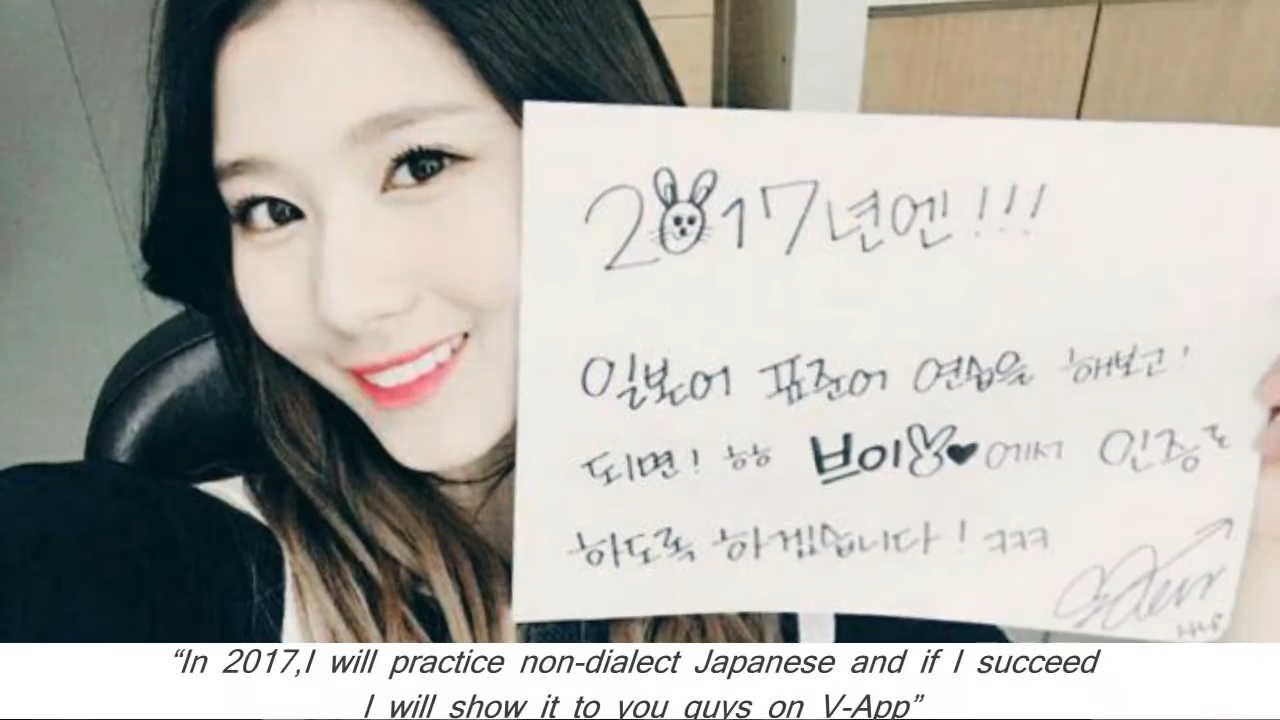 2017년엔!!!
일본어 표준어 연습을 해보고!
되면! ㅎㅎ 브이✌♥에서 인증도
하도록 하겠습니다! ㅋㅋㅋ
“In 2017,I will practice non-dialect Japanese and if I succeed
I will show it to you guys on V-App”